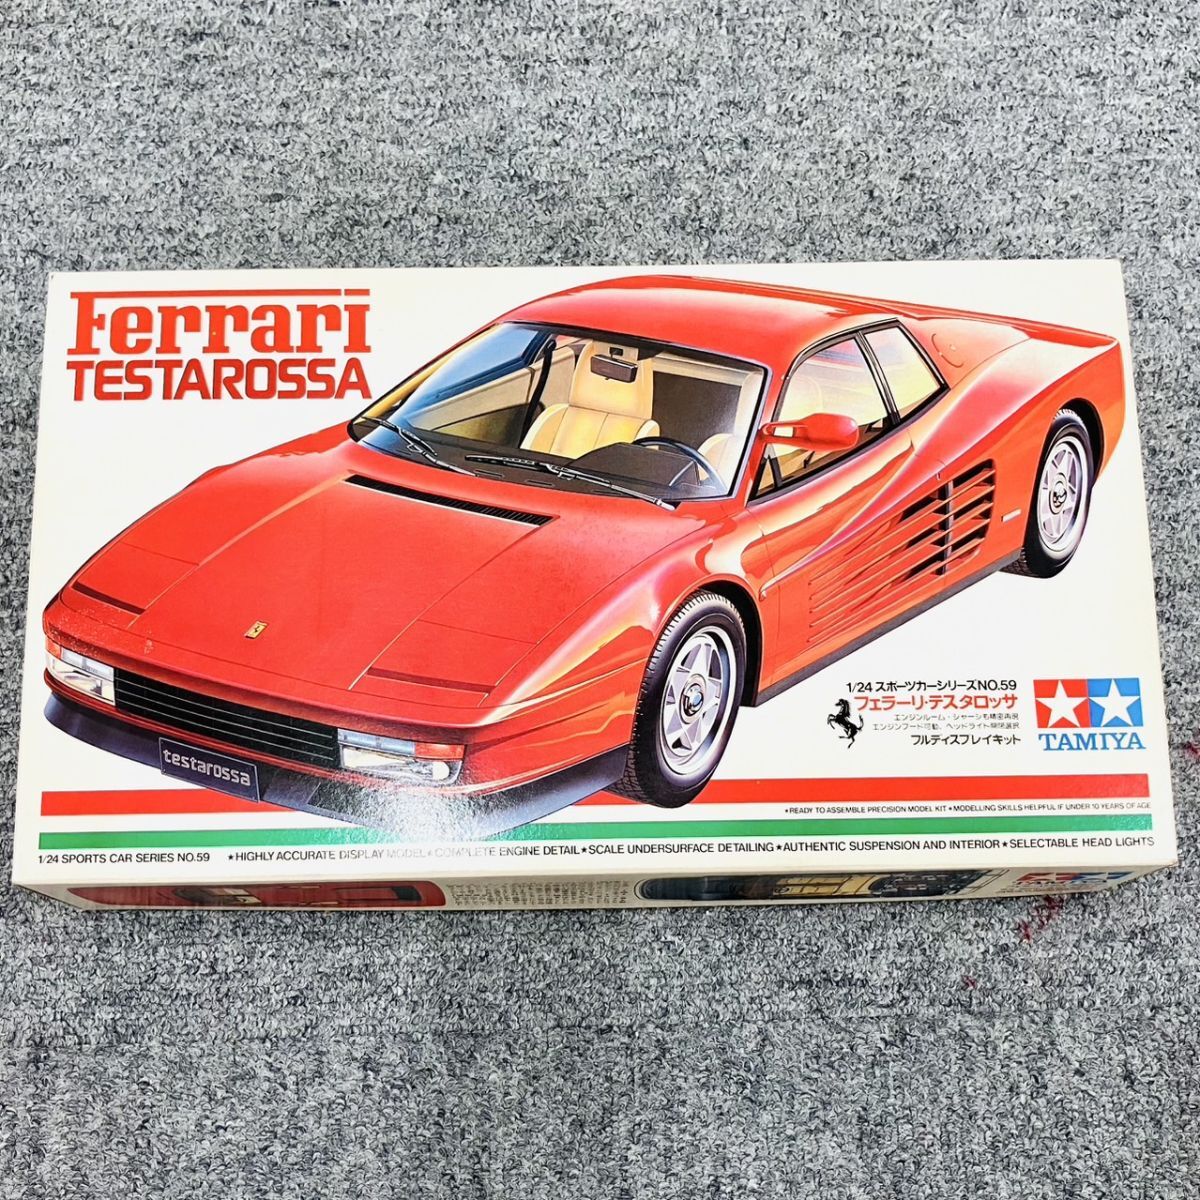 Ferrari
TESTAROSSA
testarossa
1/24 スポーツカーシリーズNO.59
フェラーリ・テスタロッサ
エンジンルーム・シャーシも精密再現
エンジンフード可動、ヘッドライト開閉選択
フルディスプレイキット
TAMIYA
★READY TO ASSEMBLE PRECISION MODEL KIT ★MODELLING SKILLS HELPFUL IF UNDER 10 YEARS OF AGE
1/24 SPORTS CAR SERIES NO.59 ★HIGHLY ACCURATE DISPLAY MODEL ★COMPLETE ENGINE DETAIL ★SCALE UNDERSURFACE DETAILING ★AUTHENTIC SUSPENSION AND INTERIOR ★SELECTABLE HEAD LIGHTS
TAMIYA